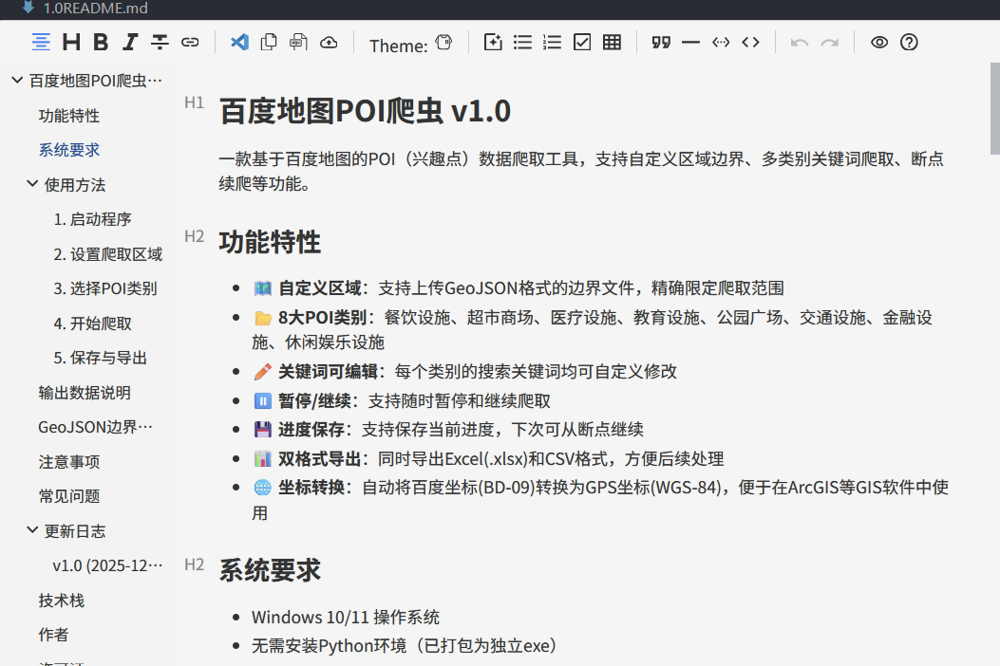 1.0README.md
Theme:
百度地图POI爬虫…
功能特性
系统要求
使用方法
1. 启动程序
2. 设置爬取区域
3. 选择POI类别
4. 开始爬取
5. 保存与导出
输出数据说明
GeoJSON边界…
注意事项
常见问题
更新日志
v1.0 (2025-12…
技术栈
作者
H1
百度地图POI爬虫 v1.0
一款基于百度地图的POI（兴趣点）数据爬取工具，支持自定义区域边界、多类别关键词爬取、断点
续爬等功能。
H2
功能特性
自定义区域：支持上传GeoJSON格式的边界文件，精确限定爬取范围
8大POI类别：餐饮设施、超市商场、医疗设施、教育设施、公园广场、交通设施、金融设
施、休闲娱乐设施
关键词可编辑：每个类别的搜索关键词均可自定义修改
暂停/继续：支持随时暂停和继续爬取
进度保存：支持保存当前进度，下次可从断点继续
双格式导出：同时导出Excel(.xlsx)和CSV格式，方便后续处理
坐标转换：自动将百度坐标(BD-09)转换为GPS坐标(WGS-84)，便于在ArcGIS等GIS软件中使
用
H2
系统要求
Windows 10/11 操作系统
无需安装Python环境（已打包为独立exe）